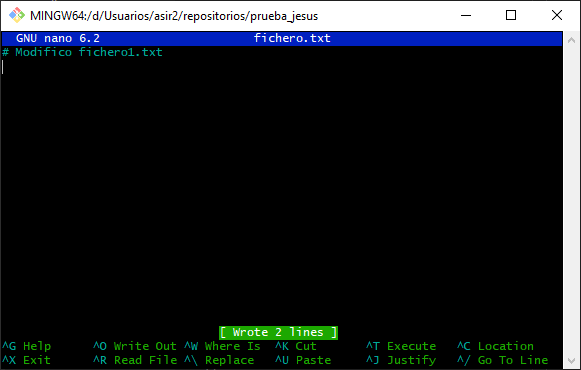 MINGW64:/d/Usuarios/asir2/repositorios/prueba_jesus
GNU nano 6.2 fichero.txt
# Modifico fichero1.txt
[ Wrote 2 lines ]
^G Help ^O Write Out ^W Where Is ^K Cut ^T Execute ^C Location
^X Exit ^R Read File ^\ Replace ^U Paste ^J Justify ^/ Go To Line